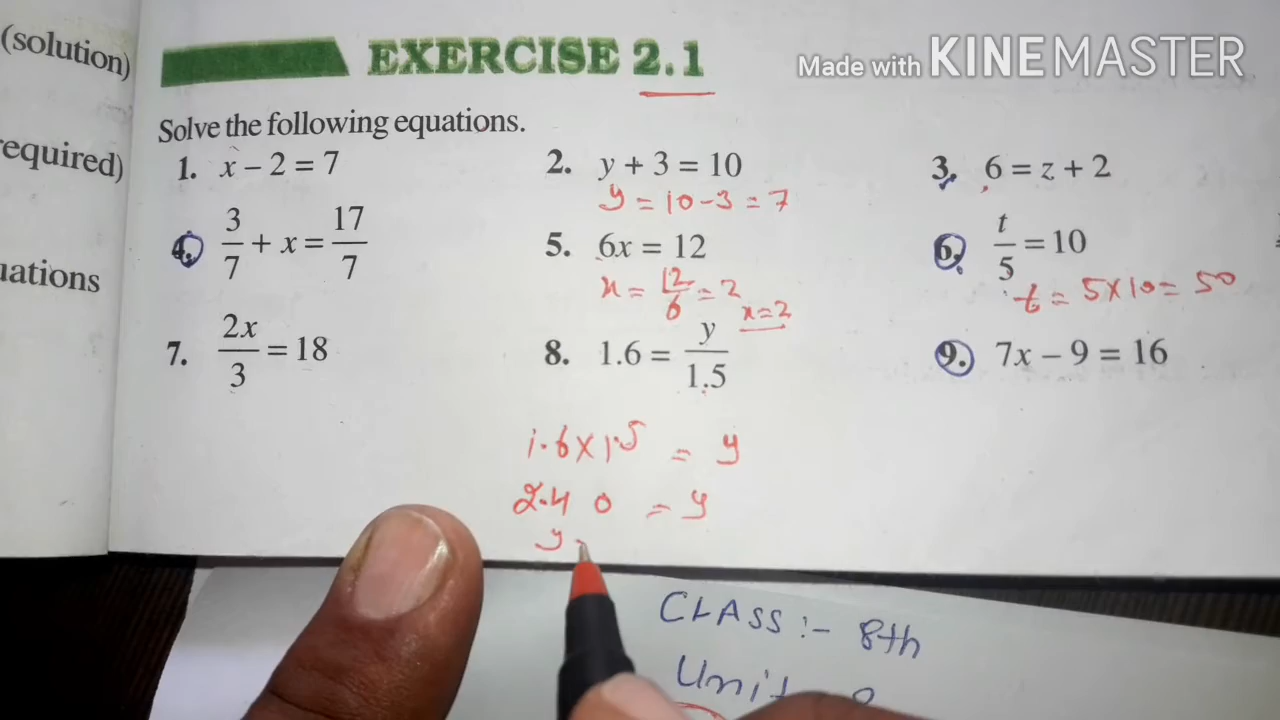 (solution)
equired)
uations
Made with KINEMASTER
EXERCISE 2.1
Solve the following equations.
1. x – 2 = 7
2. y + 3 = 10
y = 10 - 3 = 7
3. 6 = z + 2
4. 3/7 + x = 17/7
5. 6x = 12
x = 12/6 = 2
x = 2
6. t/5 = 10
t = 5 x 10 = 50
7. 2x/3 = 18
8. 1.6 = y/1.5
9. 7x – 9 = 16
1.6 x 1.5 = y
2.40 = y
y =
CLASS :- 8th
Unit